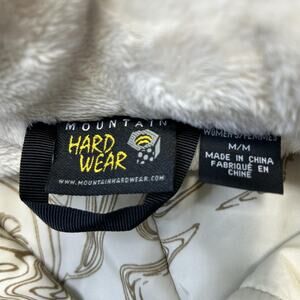 MOUNTAIN
HARD
WEAR
WWW.MOUNTAINHARDWEAR.COM
WOMEN'S/FEMMES
M/M
MADE IN CHINA
FABRIQUÉ EN
CHINE